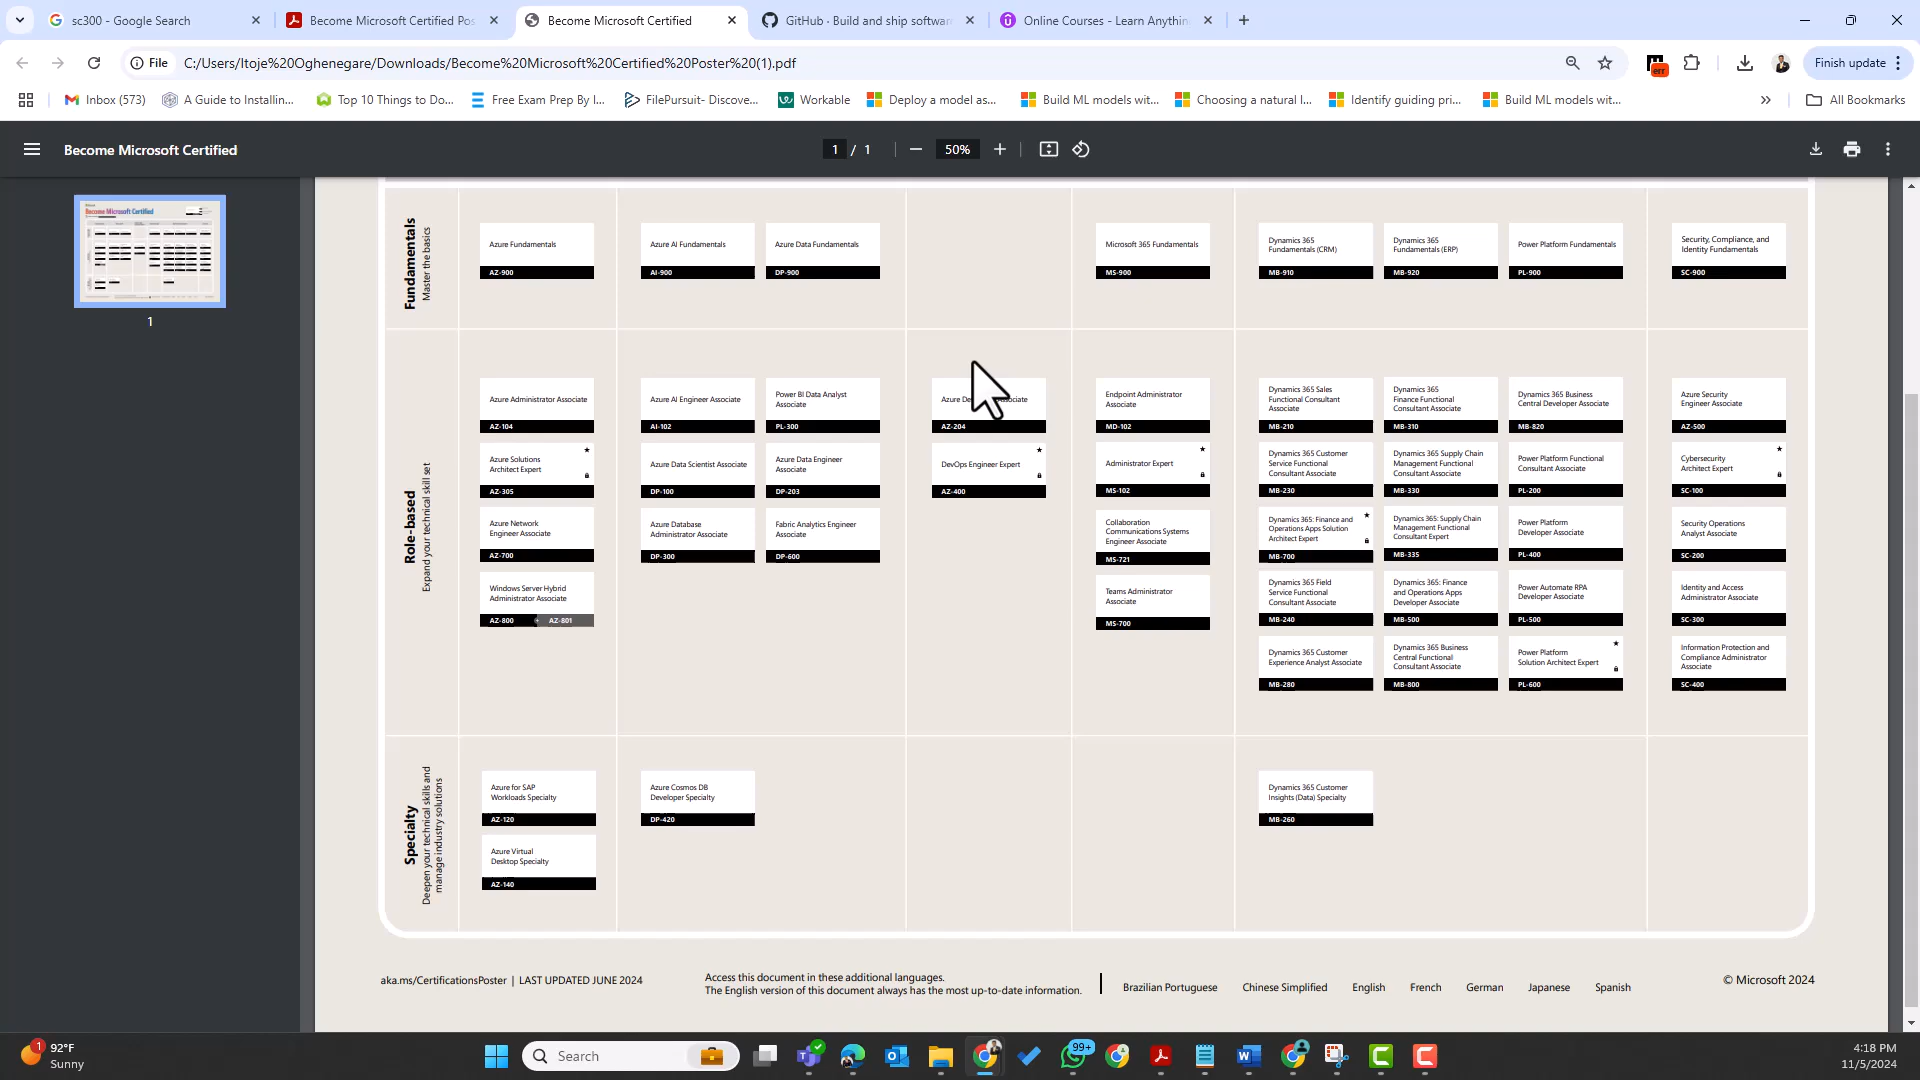 sc300 - Google Search
Become Microsoft Certified Pos
Become Microsoft Certified
GitHub · Build and ship softwar
Online Courses - Learn Anythin
File
C:/Users/Itoje%20Oghenegare/Downloads/Become%20Microsoft%20Certified%20Poster%20(1).pdf
err
Finish update
Inbox (573)
A Guide to Installin...
Top 10 Things to Do...
Free Exam Prep By I...
FilePursuit- Discove...
Workable
Deploy a model as...
Build ML models wit...
Choosing a natural l...
Identify guiding pri...
Build ML models wit...
All Bookmarks
Become Microsoft Certified
1 / 1
50%
1
Fundamentals
Master the basics
Azure Fundamentals
AZ-900
Azure AI Fundamentals
AI-900
Azure Data Fundamentals
DP-900
Microsoft 365 Fundamentals
MS-900
Dynamics 365
Fundamentals (CRM)
MB-910
Dynamics 365
Fundamentals (ERP)
MB-920
Power Platform Fundamentals
PL-900
Security, Compliance, and
Identity Fundamentals
SC-900
Role-based
Expand your technical skill set
Azure Administrator Associate
AZ-104
Azure Solutions
Architect Expert
AZ-305
Azure Network
Engineer Associate
AZ-700
Windows Server Hybrid
Administrator Associate
AZ-800 + AZ-801
Azure AI Engineer Associate
AI-102
Azure Data Scientist Associate
DP-100
Azure Database
Administrator Associate
DP-300
Power BI Data Analyst
Associate
PL-300
Azure Data Engineer
Associate
DP-203
Fabric Analytics Engineer
Associate
DP-600
Azure De ciate
AZ-204
DevOps Engineer Expert
AZ-400
Endpoint Administrator
Associate
MD-102
Administrator Expert
MS-102
Collaboration
Communications Systems
Engineer Associate
MS-721
Teams Administrator
Associate
MS-700
Dynamics 365 Sales
Functional Consultant
Associate
MB-210
Dynamics 365 Customer
Service Functional
Consultant Associate
MB-230
Dynamics 365: Finance and
Operations Apps Solution
Architect Expert
MB-700
Dynamics 365 Field
Service Functional
Consultant Associate
MB-240
Dynamics 365 Customer
Experience Analyst Associate
MB-280
Dynamics 365
Finance Functional
Consultant Associate
MB-310
Dynamics 365 Supply Chain
Management Functional
Consultant Associate
MB-330
Dynamics 365: Supply Chain
Management Functional
Consultant Expert
MB-335
Dynamics 365: Finance
and Operations Apps
Developer Associate
MB-500
Dynamics 365 Business
Central Functional
Consultant Associate
MB-800
Dynamics 365 Business
Central Developer Associate
MB-820
Power Platform Functional
Consultant Associate
PL-200
Power Platform
Developer Associate
PL-400
Power Automate RPA
Developer Associate
PL-500
Power Platform
Solution Architect Expert
PL-600
Azure Security
Engineer Associate
AZ-500
Cybersecurity
Architect Expert
SC-100
Security Operations
Analyst Associate
SC-200
Identity and Access
Administrator Associate
SC-300
Information Protection and
Compliance Administrator
Associate
SC-400
Specialty
Deepen your technical skills and
manage industry solutions
Azure for SAP
Workloads Specialty
AZ-120
Azure Virtual
Desktop Specialty
AZ-140
Azure Cosmos DB
Developer Specialty
DP-420
Dynamics 365 Customer
Insights (Data) Specialty
MB-260
aka.ms/CertificationsPoster | LAST UPDATED JUNE 2024
Access this document in these additional languages.
The English version of this document always has the most up-to-date information.
Brazilian Portuguese
Chinese Simplified
English
French
German
Japanese
Spanish
© Microsoft 2024
1
92°F
Sunny
Search
99+
4:18 PM
11/5/2024